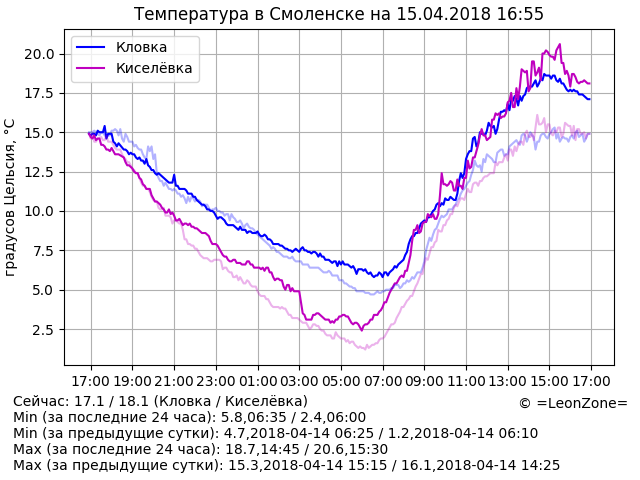 Температура в Смоленске на 15.04.2018 16:55
Кловка
Киселёвка
градусов Цельсия, °C
20.0
17.5
15.0
12.5
10.0
7.5
5.0
2.5
17:00 19:00 21:00 23:00 01:00 03:00 05:00 07:00 09:00 11:00 13:00 15:00 17:00
Сейчас: 17.1 / 18.1 (Кловка / Киселёвка)
© =LeonZone=
Min (за последние 24 часа): 5.8,06:35 / 2.4,06:00
Min (за предыдущие сутки): 4.7,2018-04-14 06:25 / 1.2,2018-04-14 06:10
Max (за последние 24 часа): 18.7,14:45 / 20.6,15:30
Max (за предыдущие сутки): 15.3,2018-04-14 15:15 / 16.1,2018-04-14 14:25